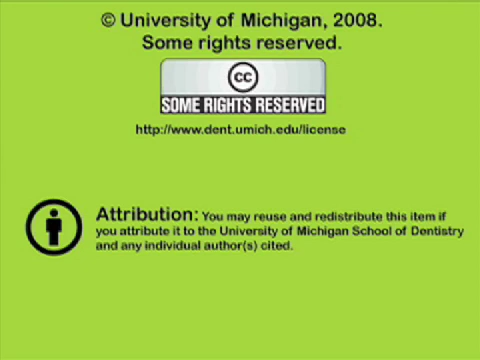 © University of Michigan, 2008.
Some rights reserved.
cc
SOME RIGHTS RESERVED
http://www.dent.umich.edu/license
Attribution: You may reuse and redistribute this item if
you attribute it to the University of Michigan School of Dentistry
and any individual author(s) cited.